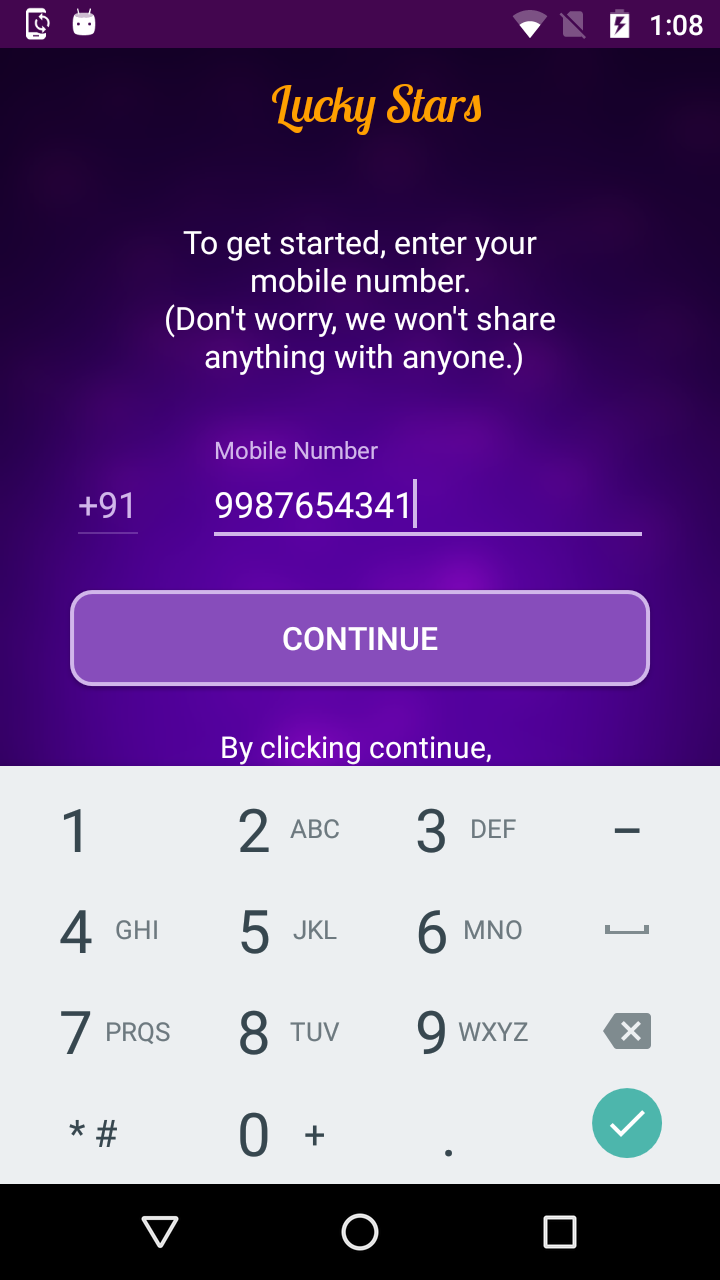 1:08
Lucky Stars
To get started, enter your
mobile number.
(Don't worry, we won't share
anything with anyone.)
Mobile Number
+91 9987654341
CONTINUE
By clicking continue,
1 2 ABC 3 DEF –
4 GHI 5 JKL 6 MNO
7 PRQS 8 TUV 9 WXYZ
* # 0 + .